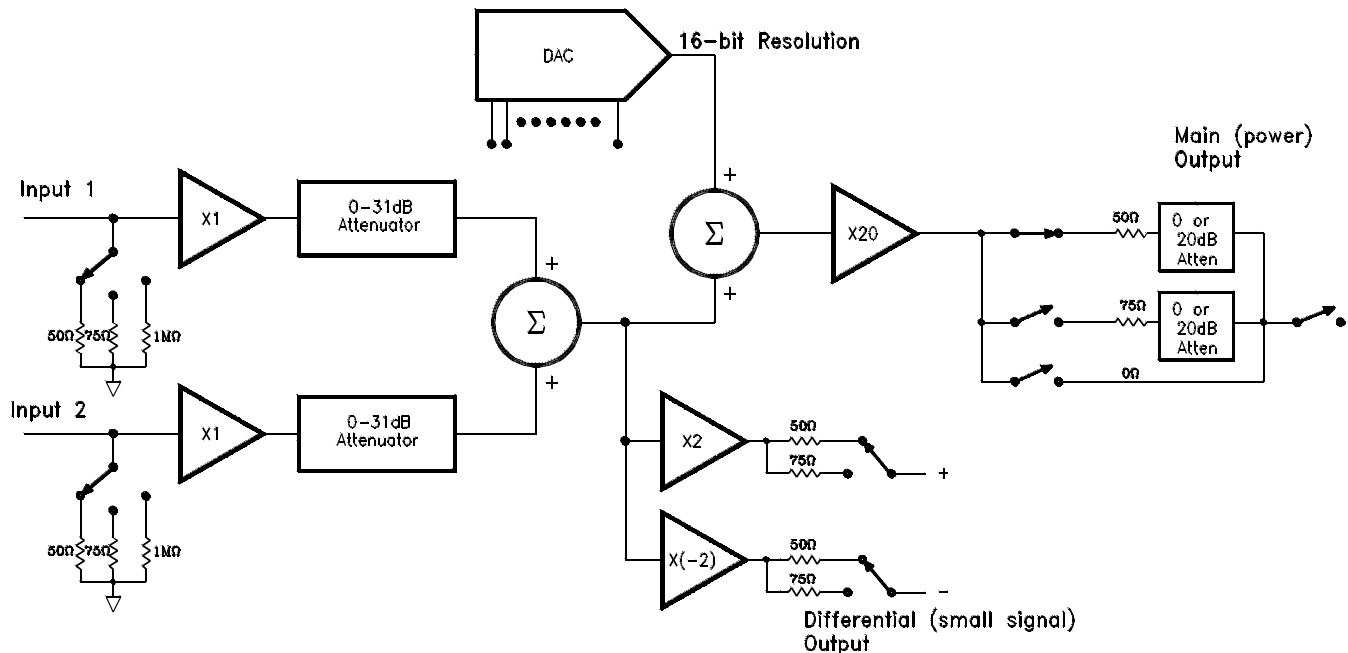 DAC
16-bit Resolution
Main (power)
Output
Input 1
X1
0-31dB
Attenuator
+
+
Σ
+
X20
50Ω
0 or
20dB
Atten
50Ω
75Ω
1MΩ
Σ
+
75Ω
0 or
20dB
Atten
0Ω
Input 2
X1
0-31dB
Attenuator
+
X2
50Ω
75Ω
+
50Ω
75Ω
1MΩ
X(-2)
50Ω
75Ω
-
Differential (small signal)
Output